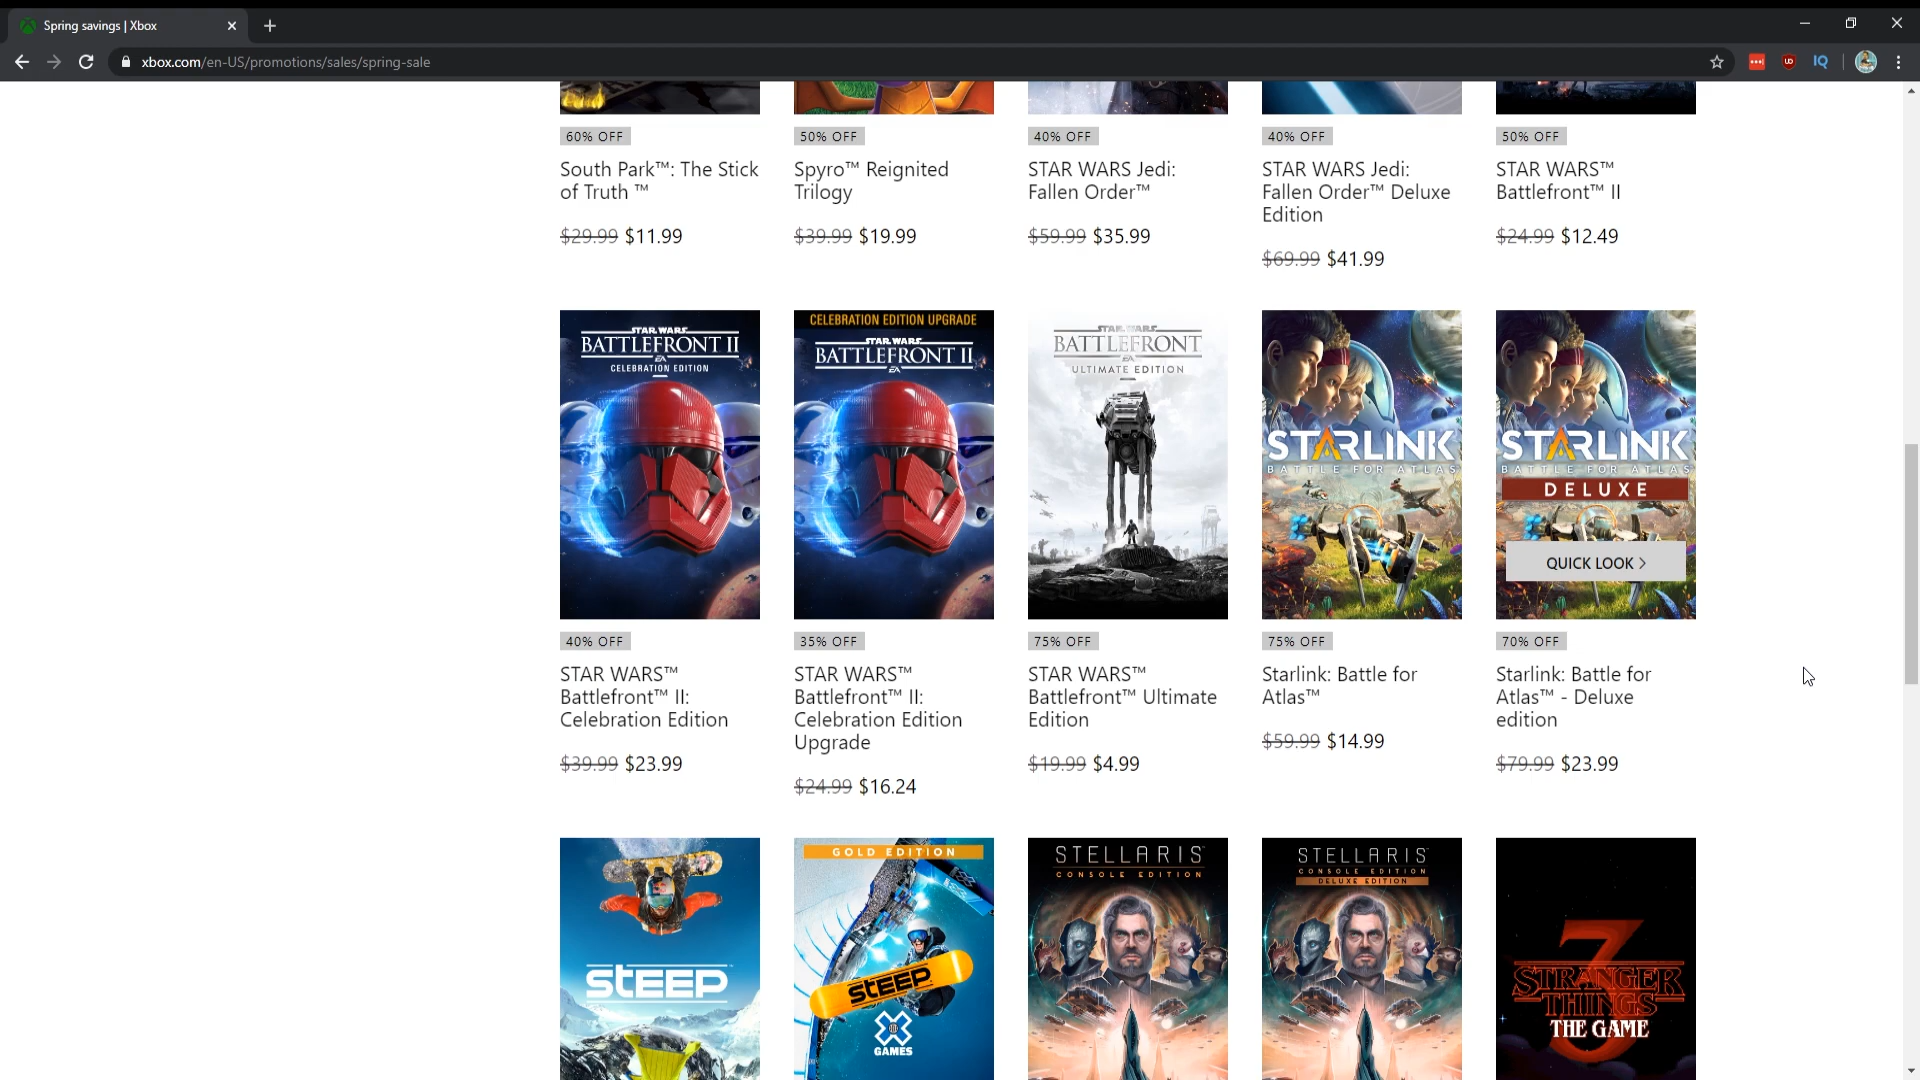 Spring savings | Xbox
xbox.com/en-US/promotions/sales/spring-sale
IQ
60% OFF
South Park™: The Stick
of Truth ™
$29.99 $11.99
50% OFF
Spyro™ Reignited
Trilogy
$39.99 $19.99
40% OFF
STAR WARS Jedi:
Fallen Order™
$59.99 $35.99
40% OFF
STAR WARS Jedi:
Fallen Order™ Deluxe
Edition
$69.99 $41.99
50% OFF
STAR WARS™
Battlefront™ II
$24.99 $12.49
STAR WARS
BATTLEFRONT II
EA
CELEBRATION EDITION
40% OFF
STAR WARS™
Battlefront™ II:
Celebration Edition
$39.99 $23.99
CELEBRATION EDITION UPGRADE
STAR WARS
BATTLEFRONT II
EA
35% OFF
STAR WARS™
Battlefront™ II:
Celebration Edition
Upgrade
$24.99 $16.24
STAR WARS
BATTLEFRONT
EA
ULTIMATE EDITION
75% OFF
STAR WARS™
Battlefront™ Ultimate
Edition
$19.99 $4.99
STARLINK
BATTLE FOR ATLAS
75% OFF
Starlink: Battle for
Atlas™
$59.99 $14.99
STARLINK
BATTLE FOR ATLAS
DELUXE
QUICK LOOK >
70% OFF
Starlink: Battle for
Atlas™ - Deluxe
edition
$79.99 $23.99
STEEP
GOLD EDITION
STEEP
X GAMES
STELLARIS
CONSOLE EDITION
STELLARIS
CONSOLE EDITION
DELUXE EDITION
3
STRANGER
THINGS
THE GAME